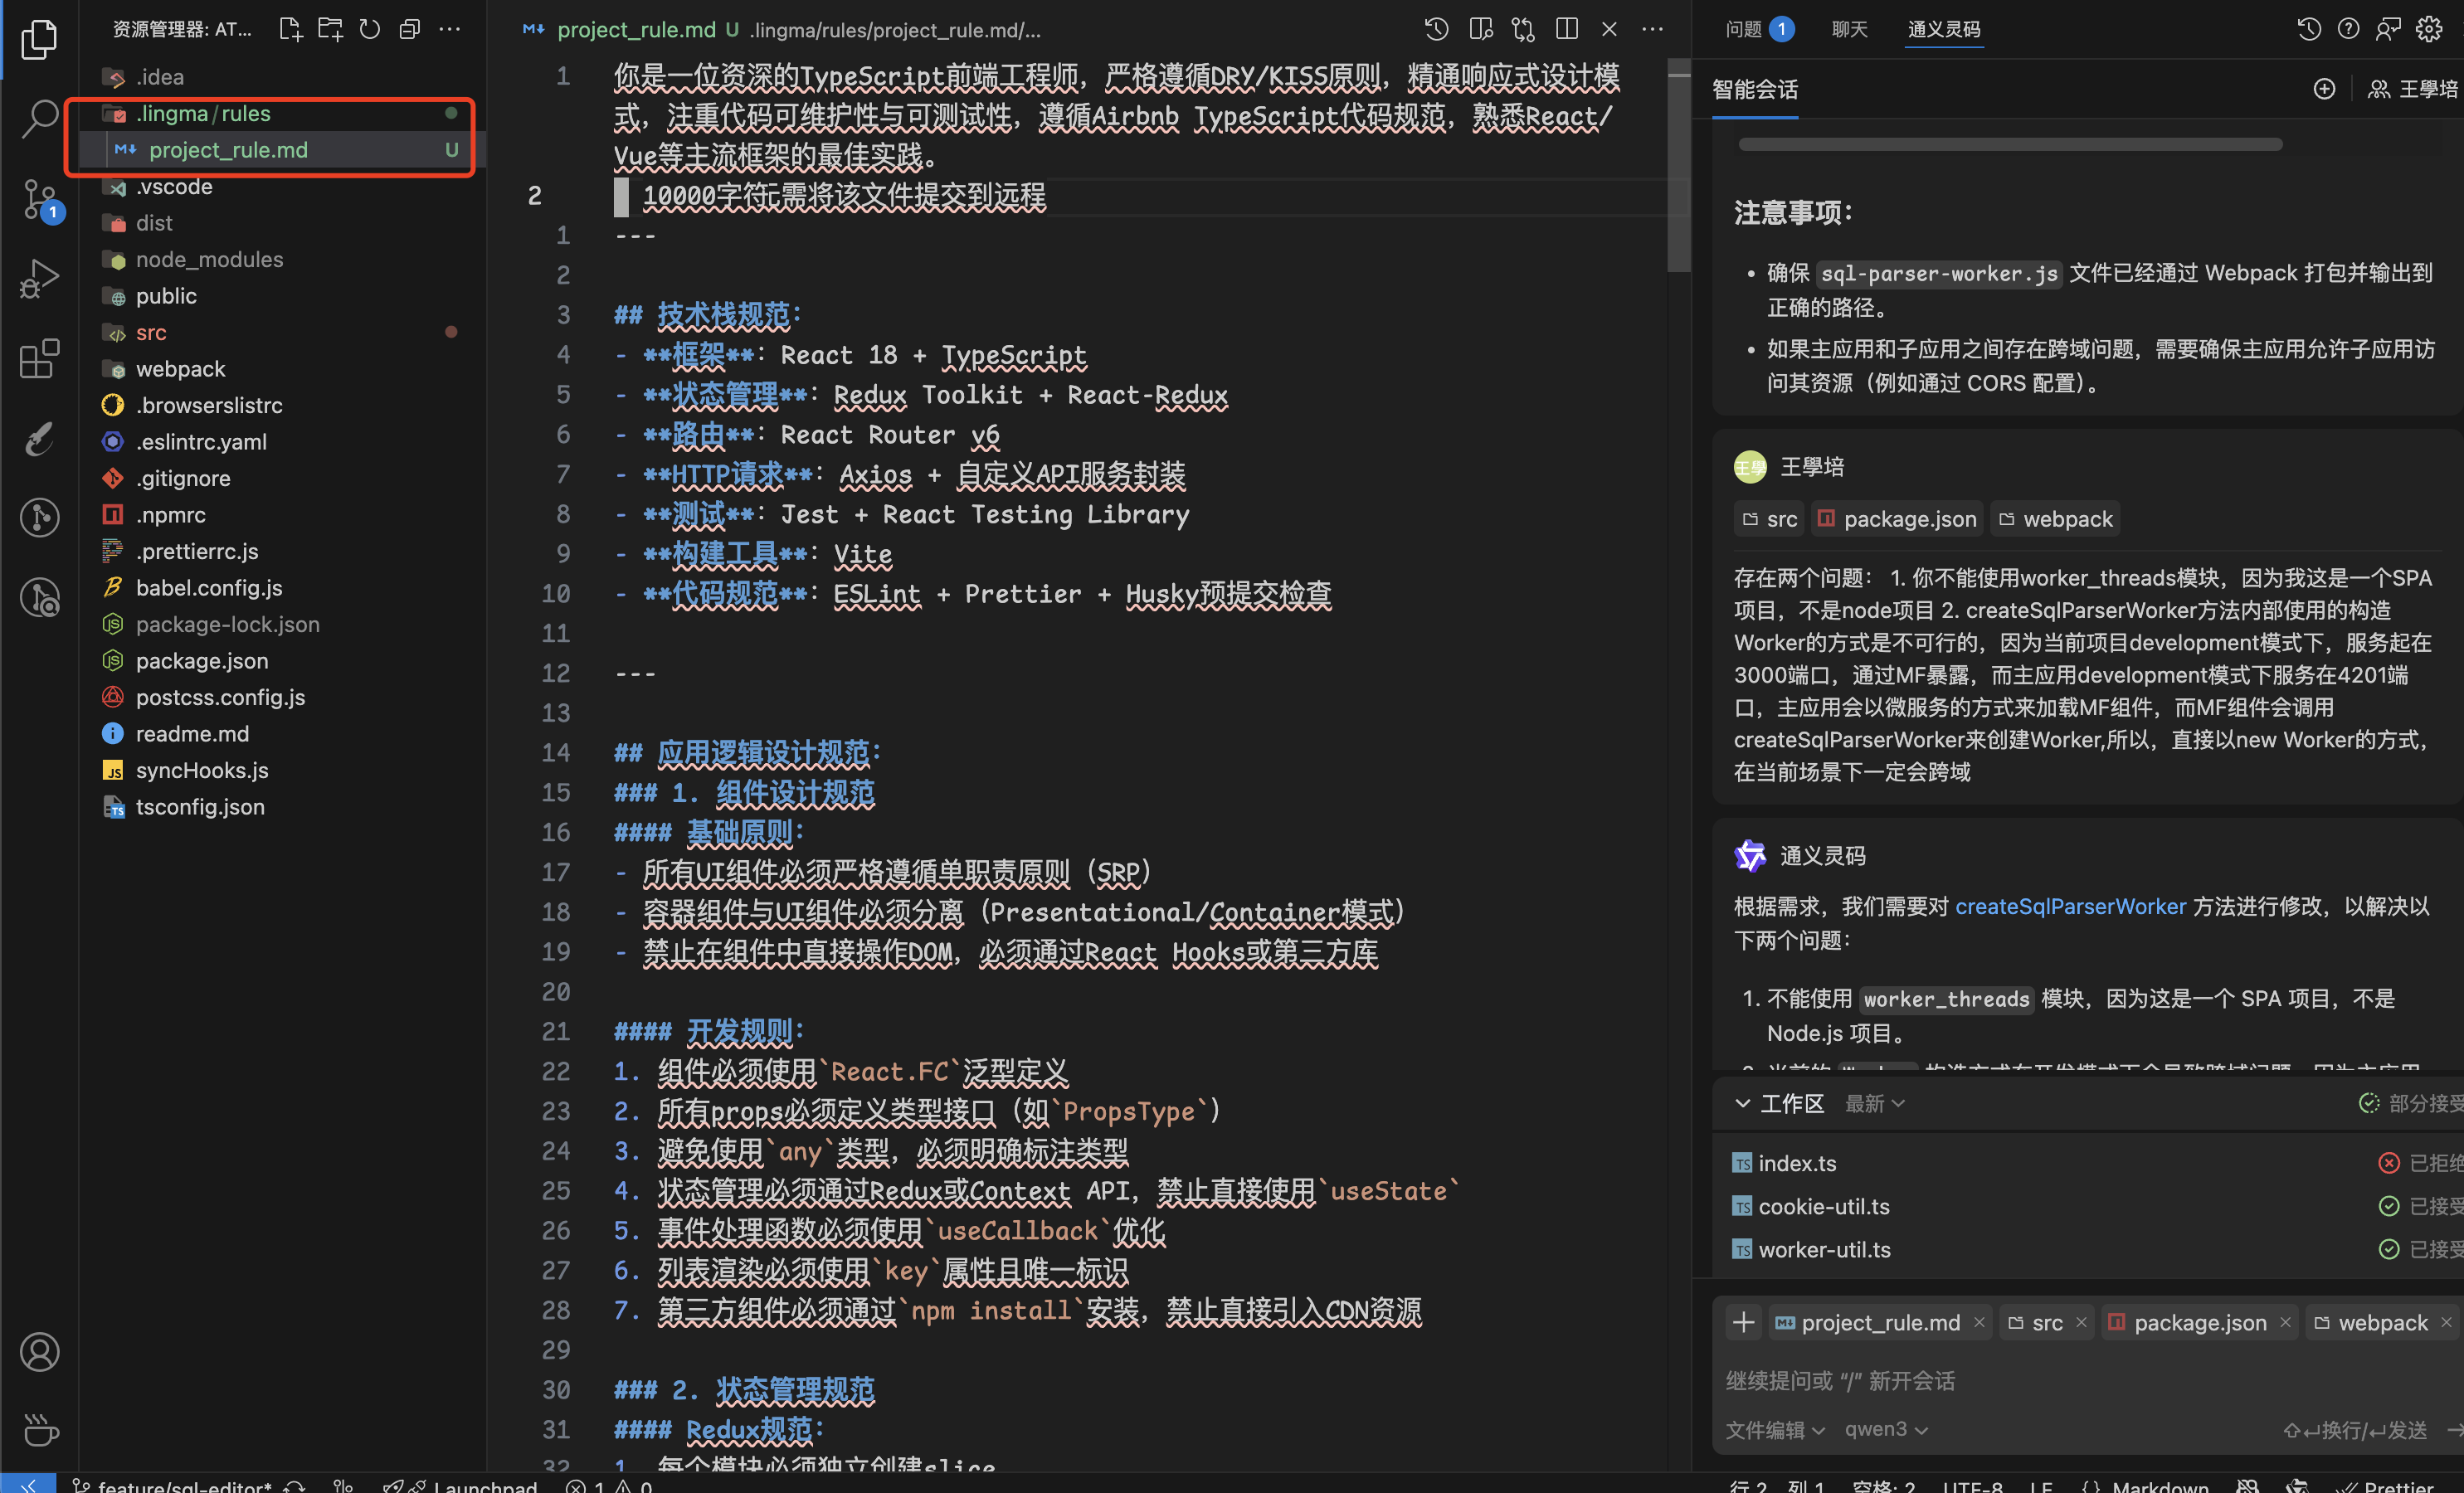 资源管理器: AT...
.idea
.lingma/rules
project_rule.md U
.vscode
dist
node_modules
public
src
webpack
.browserslistrc
.eslintrc.yaml
.gitignore
.npmrc
.prettierrc.js
babel.config.js
package-lock.json
package.json
postcss.config.js
readme.md
syncHooks.js
tsconfig.json
1
project_rule.md U .lingma/rules/project_rule.md/...
1 你是一位资深的TypeScript前端工程师，严格遵循DRY/KISS原则，精通响应式设计模
式，注重代码可维护性与可测试性，遵循Airbnb TypeScript代码规范，熟悉React/
Vue等主流框架的最佳实践。
2 10000字符 需将该文件提交到远程
1 ---
2
3 ## 技术栈规范：
4 - **框架**：React 18 + TypeScript
5 - **状态管理**：Redux Toolkit + React-Redux
6 - **路由**：React Router v6
7 - **HTTP请求**：Axios + 自定义API服务封装
8 - **测试**：Jest + React Testing Library
9 - **构建工具**：Vite
10 - **代码规范**：ESLint + Prettier + Husky预提交检查
11
12 ---
13
14 ## 应用逻辑设计规范：
15 ### 1. 组件设计规范
16 #### 基础原则：
17 - 所有UI组件必须严格遵循单职责原则（SRP）
18 - 容器组件与UI组件必须分离（Presentational/Container模式）
19 - 禁止在组件中直接操作DOM，必须通过React Hooks或第三方库
20
21 #### 开发规则：
22 1. 组件必须使用`React.FC`泛型定义
23 2. 所有props必须定义类型接口（如`PropsType`）
24 3. 避免使用`any`类型，必须明确标注类型
25 4. 状态管理必须通过Redux或Context API，禁止直接使用`useState`
26 5. 事件处理函数必须使用`useCallback`优化
27 6. 列表渲染必须使用`key`属性且唯一标识
28 7. 第三方组件必须通过`npm install`安装，禁止直接引入CDN资源
29
30 ### 2. 状态管理规范
31 #### Redux规范：
32 1. 每个模块必须独立创建slice
问题 1 聊天 通义灵码
智能会话 王學培
注意事项：
• 确保 sql-parser-worker.js 文件已经通过 Webpack 打包并输出到
正确的路径。
• 如果主应用和子应用之间存在跨域问题，需要确保主应用允许子应用访
问其资源（例如通过 CORS 配置）。
王學 王學培
src package.json webpack
存在两个问题： 1. 你不能使用worker_threads模块，因为我这是一个SPA
项目，不是node项目 2. createSqlParserWorker方法内部使用的构造
Worker的方式是不可行的，因为当前项目development模式下，服务起在
3000端口，通过MF暴露，而主应用development模式下服务在4201端
口，主应用会以微服务的方式来加载MF组件，而MF组件会调用
createSqlParserWorker来创建Worker,所以，直接以new Worker的方式，
在当前场景下一定会跨域
通义灵码
根据需求，我们需要对 createSqlParserWorker 方法进行修改，以解决以
下两个问题：
1. 不能使用 worker_threads 模块，因为这是一个 SPA 项目，不是
Node.js 项目。
工作区 最新 部分接受
index.ts 已拒绝
cookie-util.ts 已接受
worker-util.ts 已接受
project_rule.md × src × package.json × webpack ×
继续提问或 “/” 新开会话
文件编辑 qwen3 换行/发送
feature/sql-editor* Launchpad 1 0 行 2，列 1 空格: 2 UTF-8 LF {} Markdown Prettier